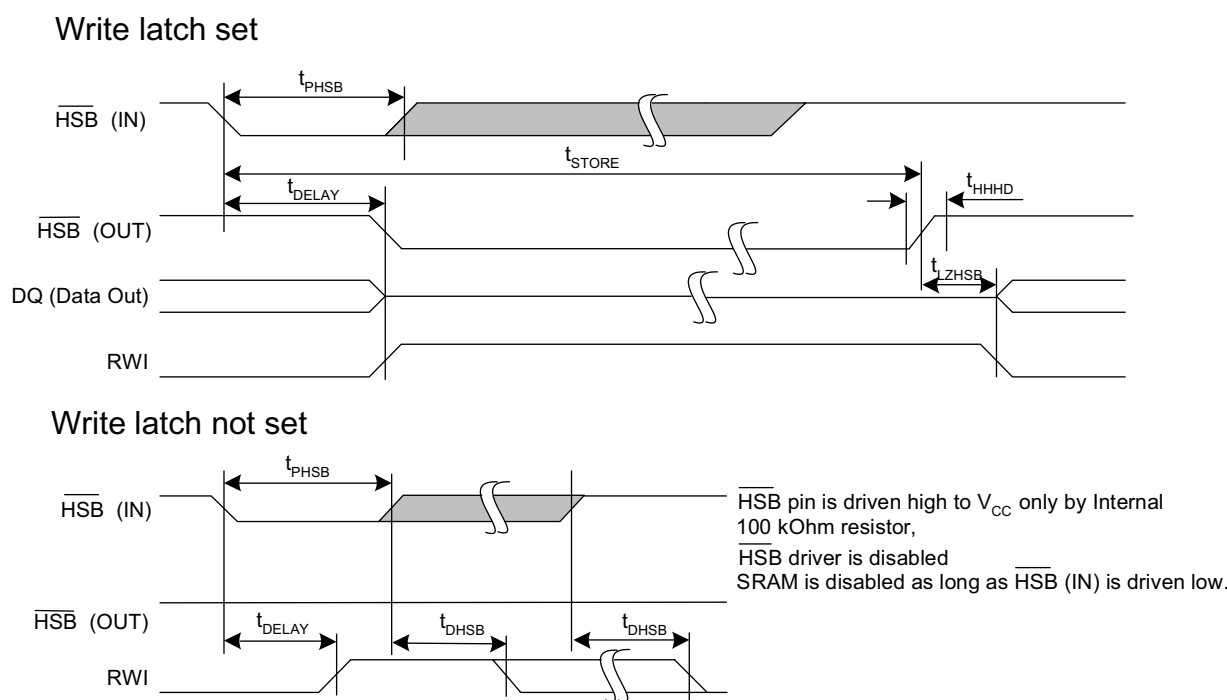 Write latch set
tPHSB
HSB (IN)
tSTORE
tDELAY
tHHHD
HSB (OUT)
tLZHSB
DQ (Data Out)
RWI
Write latch not set
tPHSB
HSB (IN)
HSB pin is driven high to VCC only by Internal
100 kOhm resistor,
HSB driver is disabled
SRAM is disabled as long as HSB (IN) is driven low.
HSB (OUT)
tDELAY
tDHSB
tDHSB
RWI